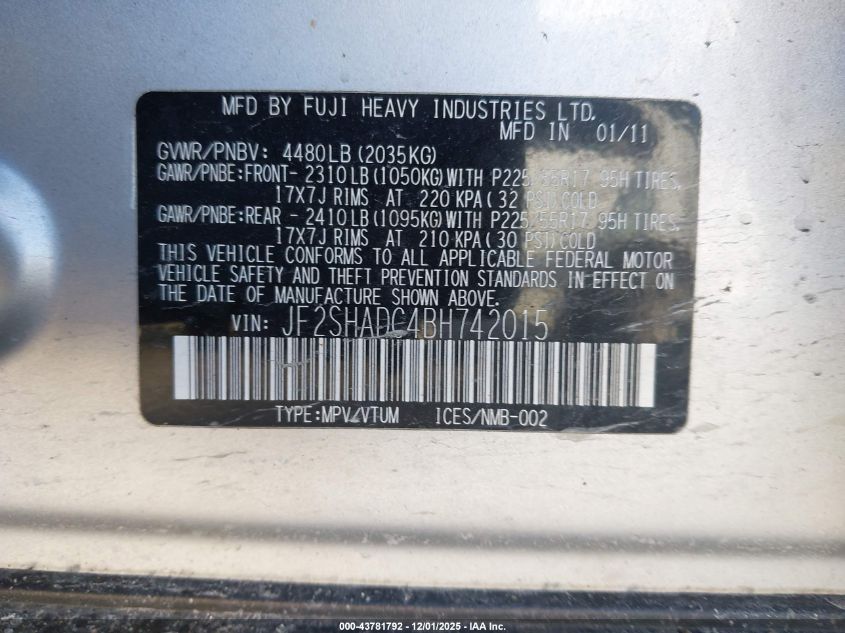 MFD BY FUJI HEAVY INDUSTRIES LTD.
MFD IN 01/11
GVWR/PNBV: 4480LB (2035KG)
GAWR/PNBE:FRONT- 2310LB (1050KG) WITH P225/55R17 95H TIRES,
17X7J RIMS AT 220 KPA( 32 PSI)COLD
GAWR/PNBE:REAR - 2410LB (1095KG) WITH P225/55R17 95H TIRES,
17X7J RIMS AT 210 KPA( 30 PSI)COLD
THIS VEHICLE CONFORMS TO ALL APPLICABLE FEDERAL MOTOR
VEHICLE SAFETY AND THEFT PREVENTION STANDARDS IN EFFECT ON
THE DATE OF MANUFACTURE SHOWN ABOVE.
VIN: JF2SHADC4BH742015
TYPE:MPV/VTUM ICES/NMB-002
000-43781792 - 12/01/2025 - © IAA Inc.